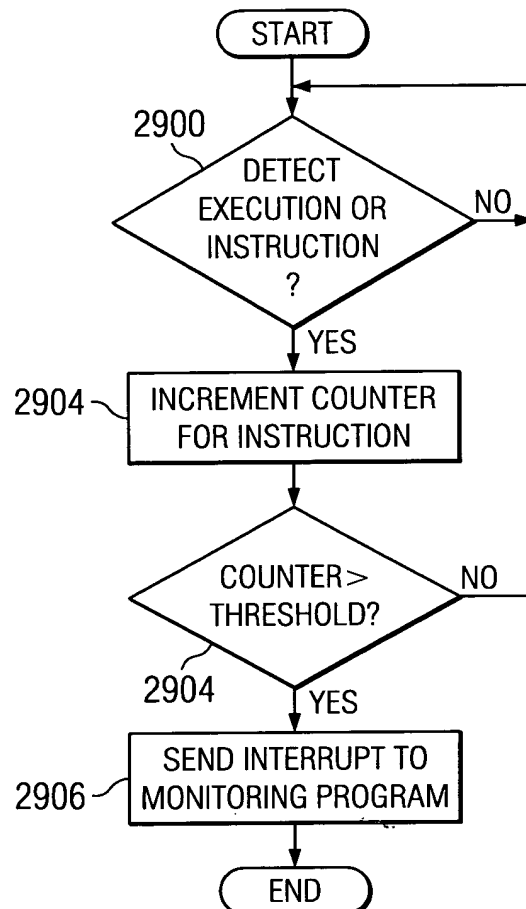 START
2900
DETECT
EXECUTION OR
INSTRUCTION
?
NO
YES
2904
INCREMENT COUNTER
FOR INSTRUCTION
COUNTER>
THRESHOLD?
NO
2904
YES
2906
SEND INTERRUPT TO
MONITORING PROGRAM
END